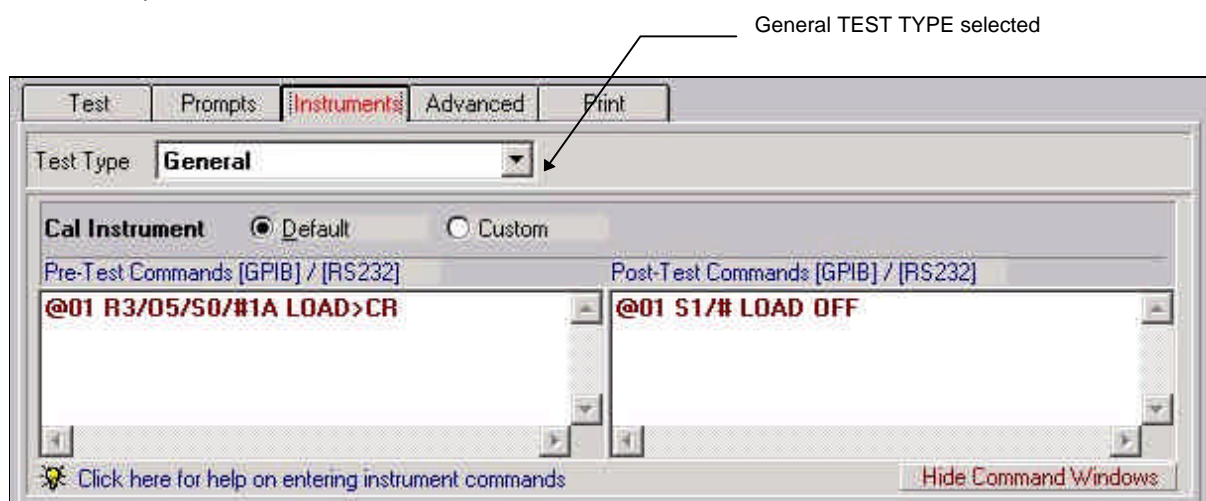 General TEST TYPE selected
Test Prompts Instruments Advanced Print
Test Type General
Cal Instrument Default Custom
Pre-Test Commands [GPIB] / [RS232] Post-Test Commands [GPIB] / [RS232]
@01 R3/O5/S0/#1A LOAD>CR @01 S1/# LOAD OFF
Click here for help on entering instrument commands Hide Command Windows